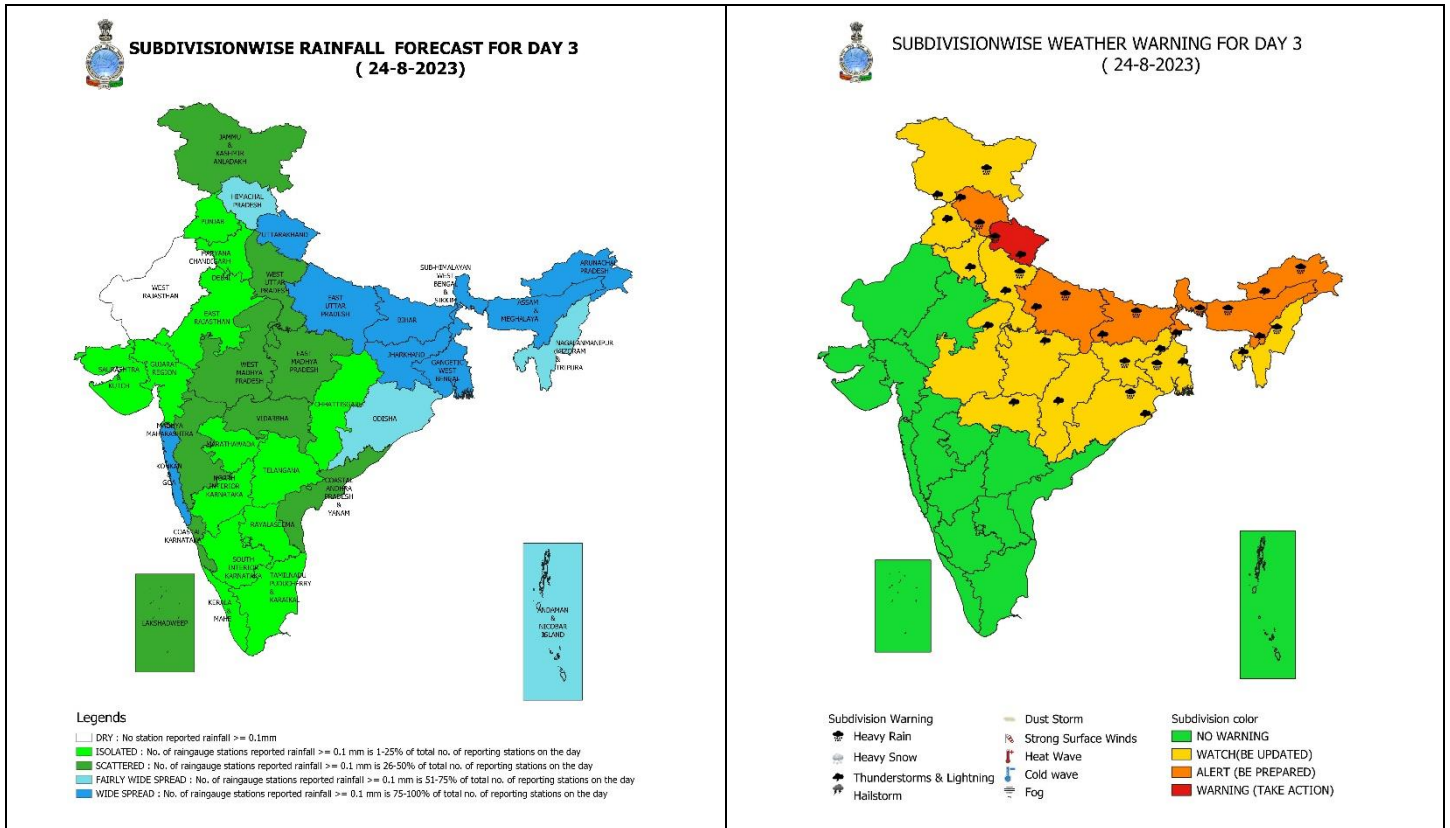 SUBDIVISIONWISE RAINFALL FORECAST FOR DAY 3
( 24-8-2023)
JAMMU
&
KASHMIR
ANLADAKH
HIMACHAL
PRADESH
PUNJAB
UTTARAKHAND
HARYANA
CHANDIGARH
DELHI
WEST
UTTAR
PRADESH
WEST
RAJASTHAN
SUB-HIMALAYAN
WEST
BENGAL
&
SIKKIM
ARUNACHAL
PRADESH
EAST
UTTAR
PRADESH
ASSAM
&
MEGHALAYA
EAST
RAJASTHAN
BIHAR
NAGALANMANIPUR
MIZORAM
&
TRIPURA
JHARKHAND
GANGETIC
WEST
BENGAL
SAURASHTRA
&
KUTCH
GUJARAT
REGION
WEST
MADHYA
PRADESH
EAST
MADHYA
PRADESH
CHHATTISGARH
ODISHA
VIDARBHA
MADHYA
MAHARASHTRA
MARATHAWADA
KONKAN
&
GOA
TELANGANA
NORTH
INTERIOR
KARNATAKA
COASTAL
ANDHRA
PRADESH
&
YANAM
RAYALASEEMA
COASTAL
KARNATAKA
SOUTH
INTERIOR
KARNATAKA
TAMILNADU
PUDUCHERRY
&
KARAIKAL
KERALA
&
MAHE
LAKSHADWEEP
ANDAMAN
&
NICOBAR
ISLAND
Legends
DRY : No station reported rainfall >= 0.1mm
ISOLATED : No. of raingauge stations reported rainfall >= 0.1 mm is 1-25% of total no. of reporting stations on the day
SCATTERED : No. of raingauge stations reported rainfall >= 0.1 mm is 26-50% of total no. of reporting stations on the day
FAIRLY WIDE SPREAD : No. of raingauge stations reported rainfall >= 0.1 mm is 51-75% of total no. of reporting stations on the day
WIDE SPREAD : No. of raingauge stations reported rainfall >= 0.1 mm is 75-100% of total no. of reporting stations on the day
SUBDIVISIONWISE WEATHER WARNING FOR DAY 3
( 24-8-2023)
Subdivision Warning
Heavy Rain
Heavy Snow
Thunderstorms & Lightning
Hailstorm
Dust Storm
Strong Surface Winds
Heat Wave
Cold wave
Fog
Subdivision color
NO WARNING
WATCH(BE UPDATED)
ALERT (BE PREPARED)
WARNING (TAKE ACTION)